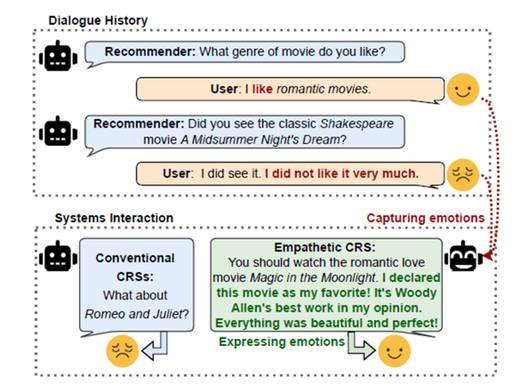 Dialogue History
Recommender: What genre of movie do you like?
User: I like romantic movies.
Recommender: Did you see the classic Shakespeare
movie A Midsummer Night's Dream?
User: I did see it. I did not like it very much.
Systems Interaction
Capturing emotions
Conventional
CRSs:
What about
Romeo and Juliet?
Empathetic CRS:
You should watch the romantic love
movie Magic in the Moonlight. I declared
this movie as my favorite! It's Woody
Allen's best work in my opinion.
Everything was beautiful and perfect!
Expressing emotions